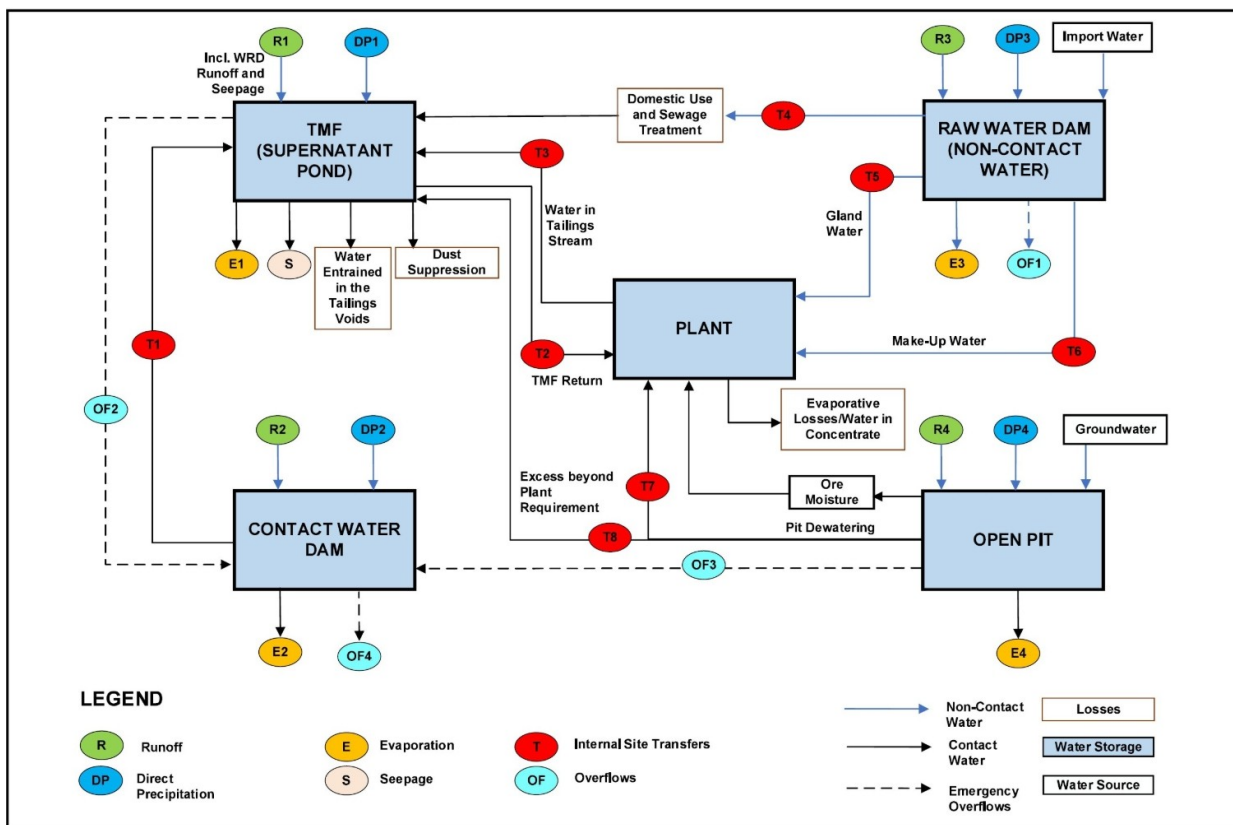 R1
DP1
R3
DP3
Import Water
Incl. WRD
Runoff and
Seepage
TMF
(SUPERNATANT
POND)
Domestic Use
and Sewage
Treatment
T4
RAW WATER DAM
(NON-CONTACT
WATER)
T3
T5
Water in
Tailings
Stream
Gland
Water
E1
S
Water
Entrained
in the
Tailings
Voids
Dust
Suppression
E3
OF1
PLANT
T1
T2
TMF Return
Make-Up Water
T6
OF2
Evaporative
Losses/Water in
Concentrate
R2
DP2
R4
DP4
Groundwater
Excess beyond
Plant
Requirement
T7
Ore
Moisture
Pit Dewatering
CONTACT WATER
DAM
T8
OPEN PIT
OF3
E2
OF4
E4
LEGEND
R
Runoff
E
Evaporation
T
Internal Site Transfers
Non-Contact
Water
Losses
DP
Direct
Precipitation
S
Seepage
OF
Overflows
Contact
Water
Water Storage
Emergency
Overflows
Water Source